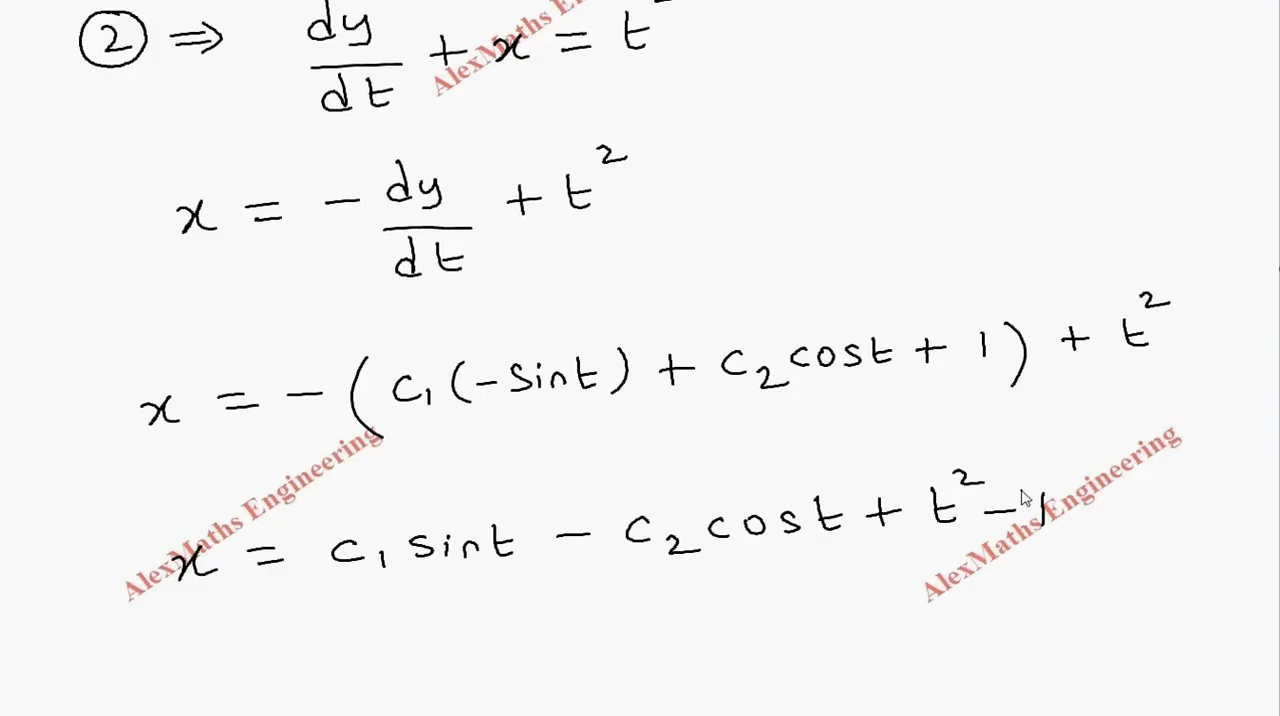 ② ⇒ dy/dt + x = t²
x = - dy/dt + t²
x = - ( c₁ (- sint) + c₂ cost + 1 ) + t²
x = c₁ sint - c₂ cost + t² - 1
AlexMaths Engineering
AlexMaths Engineering
AlexMaths En